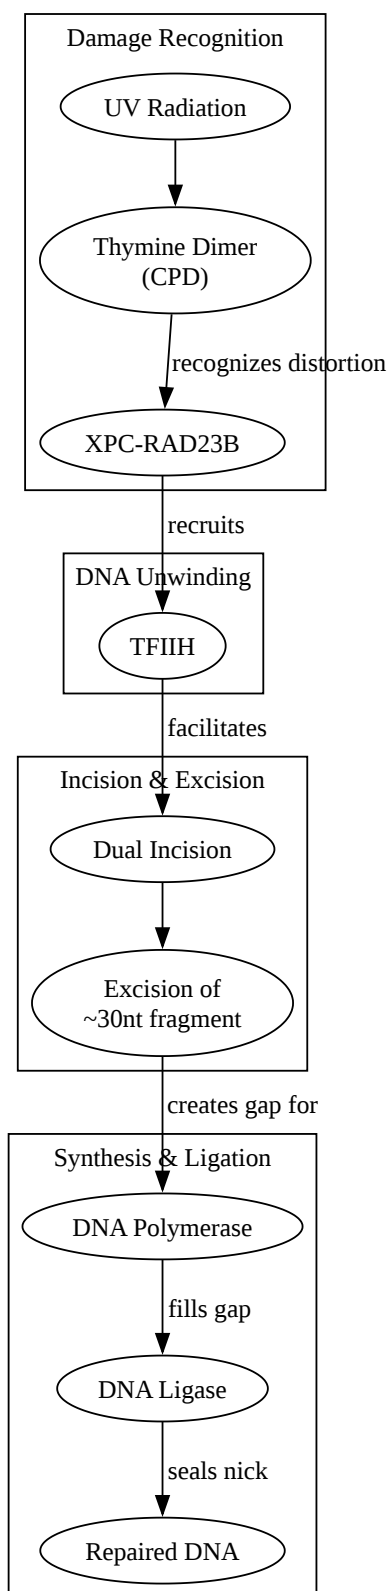 Damage Recognition
UV Radiation
Thymine Dimer
(CPD)
recognizes distortion
XPC-RAD23B
recruits
DNA Unwinding
TFIIH
facilitates
Incision & Excision
Dual Incision
Excision of
~30nt fragment
creates gap for
Synthesis & Ligation
DNA Polymerase
fills gap
DNA Ligase
seals nick
Repaired DNA